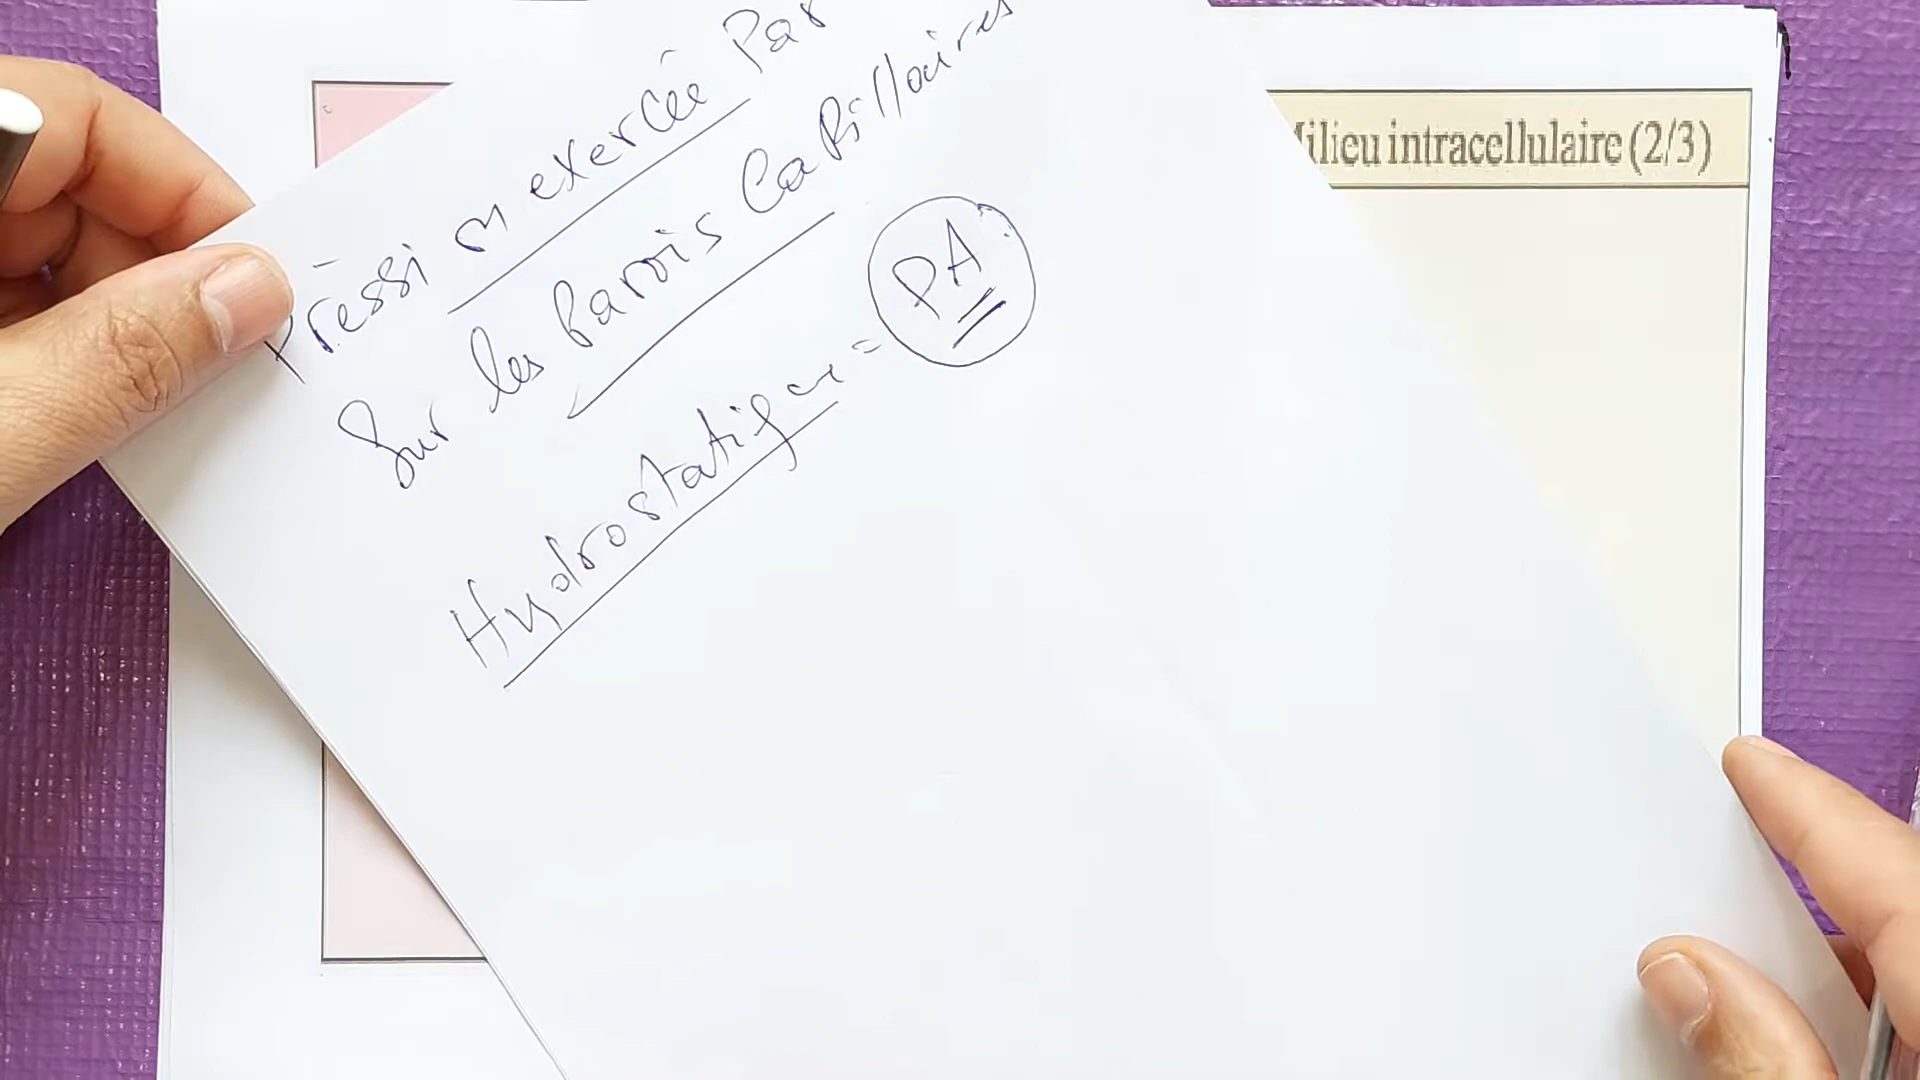 Pression exercée Par
Sur les Parois Capillaires
Hydrostatique = PA
Milieu intracellulaire (2/3)